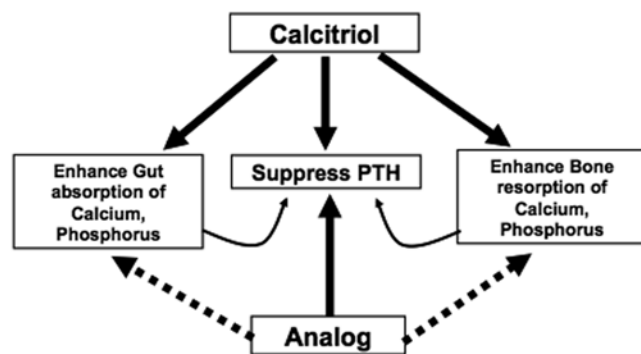 Calcitriol
Enhance Gut
absorption of
Calcium,
Phosphorus
Suppress PTH
Enhance Bone
resorption of
Calcium,
Phosphorus
Analog